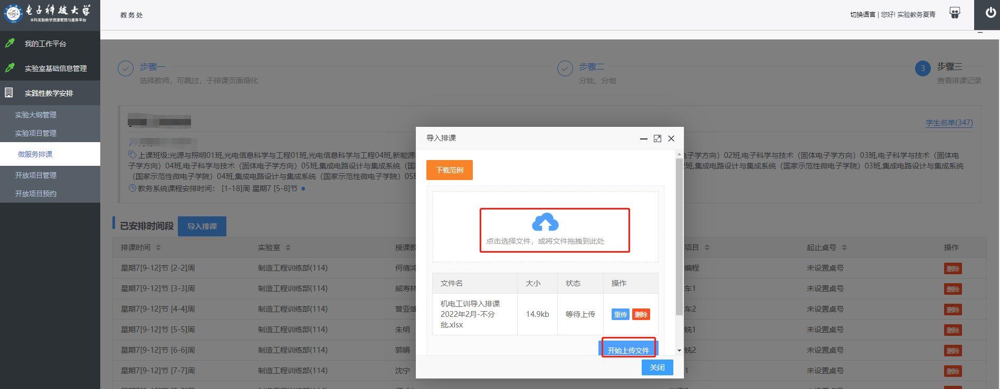 电子科技大学
本科实验教学资源管理与服务平台
教务处
切换语言 | 您好! 实验教务夏青
我的工作平台
实验室基础信息管理
实践性教学安排
实验大纲管理
实验项目管理
微服务排课
开放项目管理
开放项目预约
步骤一
选择教师，可跳过，于排课页面细化
步骤二
分批、分组
3 步骤三
查看排课记录
学生名单(347)
上课班级:光源与照明01班,光电信息科学与工程01班,光电信息科学与工程04班,新能源
电子学方向）02班,电子科学与技术（固体电子学方向）03班,电子科学与技术（固体电
子学方向）04班,电子科学与技术（固体电子学方向）05班,集成电路设计与集成系统（国
班,集成电路设计与集成系统（国家示范性微电子学院）03班,集成电路设计与集成系统
（国家示范性微电子学院）04班,集成电路设计与集成系统（国家示范性微电子学院）05
教务系统课程安排时间： [1-18]周 星期7 [5-8]节
已安排时间段 导入排课
排课时间 实验室 授课教 项目 起止桌号 操作
星期7[9-12]节 [2-2]周 制造工程训练部(114) 何倩鸿 编程 未设置桌号 删除
星期7[9-12]节 [3-3]周 制造工程训练部(114) 熊寿林 车1 未设置桌号 删除
星期7[9-12]节 [4-4]周 制造工程训练部(114) 曾亚雄 车2 未设置桌号 删除
星期7[9-12]节 [5-5]周 制造工程训练部(114) 朱明 铣1 未设置桌号 删除
星期7[9-12]节 [6-6]周 制造工程训练部(114) 郭娟 铣2 未设置桌号 删除
星期7[9-12]节 [7-7]周 制造工程训练部(114) 沈宁 1 未设置桌号 删除
导入排课
下载范例
点击选择文件，或将文件拖拽到此处
文件名 大小 状态 操作
机电工训导入排课
2022年2月-不分
批.xlsx
14.9kb 等待上传 重传 删除
开始上传文件
关闭